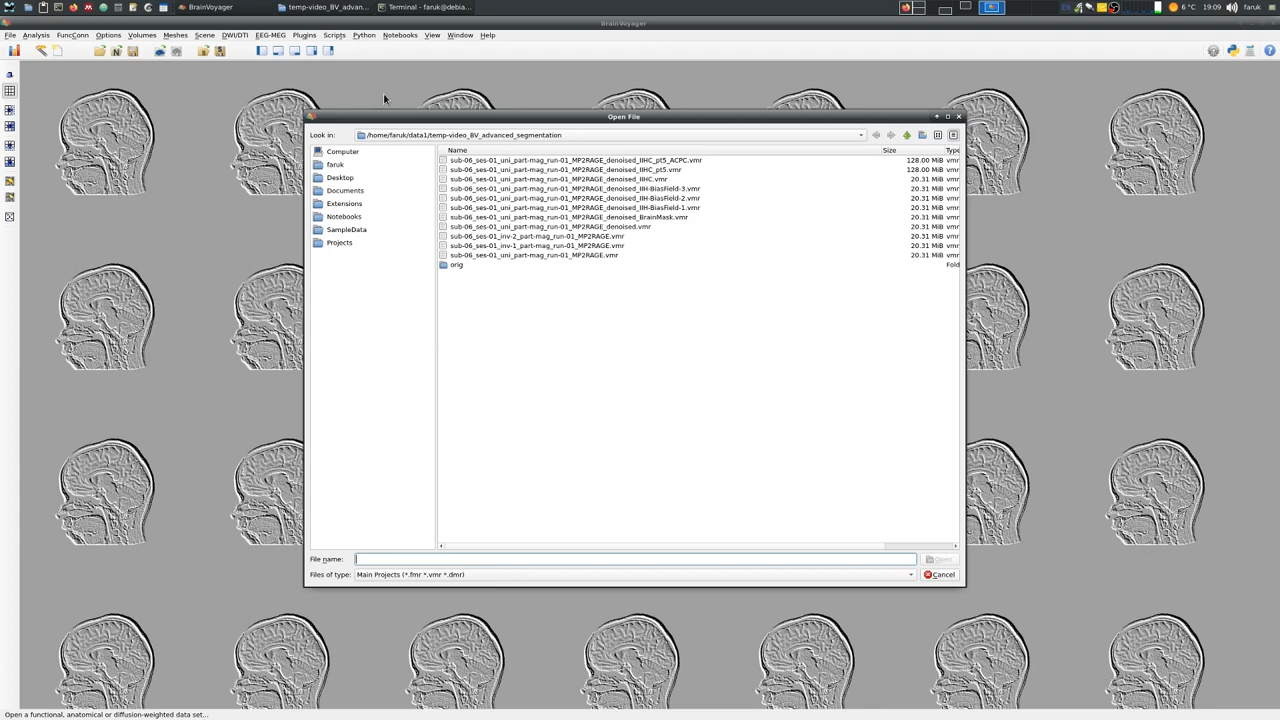 BrainVoyager
temp-video_BV_advan...
Terminal - faruk@debia...
EN
6 °C
19:09
faruk
BrainVoyager
File Analysis FuncConn Options Volumes Meshes Scene DWI/DTI EEG-MEG Plugins Scripts Python Notebooks View Window Help
Open File
Look in: /home/faruk/data1/temp-video_BV_advanced_segmentation
Computer
faruk
Desktop
Documents
Extensions
Notebooks
SampleData
Projects
Name Size Type
sub-06_ses-01_uni_part-mag_run-01_MP2RAGE_denoised_IIHC_pt5_ACPC.vmr 128.00 MiB vmr
sub-06_ses-01_uni_part-mag_run-01_MP2RAGE_denoised_IIHC_pt5.vmr 128.00 MiB vmr
sub-06_ses-01_uni_part-mag_run-01_MP2RAGE_denoised_IIHC.vmr 20.31 MiB vmr
sub-06_ses-01_uni_part-mag_run-01_MP2RAGE_denoised_IIH-BiasField-3.vmr 20.31 MiB vmr
sub-06_ses-01_uni_part-mag_run-01_MP2RAGE_denoised_IIH-BiasField-2.vmr 20.31 MiB vmr
sub-06_ses-01_uni_part-mag_run-01_MP2RAGE_denoised_IIH-BiasField-1.vmr 20.31 MiB vmr
sub-06_ses-01_uni_part-mag_run-01_MP2RAGE_denoised_BrainMask.vmr 20.31 MiB vmr
sub-06_ses-01_uni_part-mag_run-01_MP2RAGE_denoised.vmr 20.31 MiB vmr
sub-06_ses-01_inv-2_part-mag_run-01_MP2RAGE.vmr 20.31 MiB vmr
sub-06_ses-01_inv-1_part-mag_run-01_MP2RAGE.vmr 20.31 MiB vmr
sub-06_ses-01_uni_part-mag_run-01_MP2RAGE.vmr 20.31 MiB vmr
orig Fold
File name: Open
Files of type: Main Projects (*.fmr *.vmr *.dmr) Cancel
Open a functional, anatomical or diffusion-weighted data set...